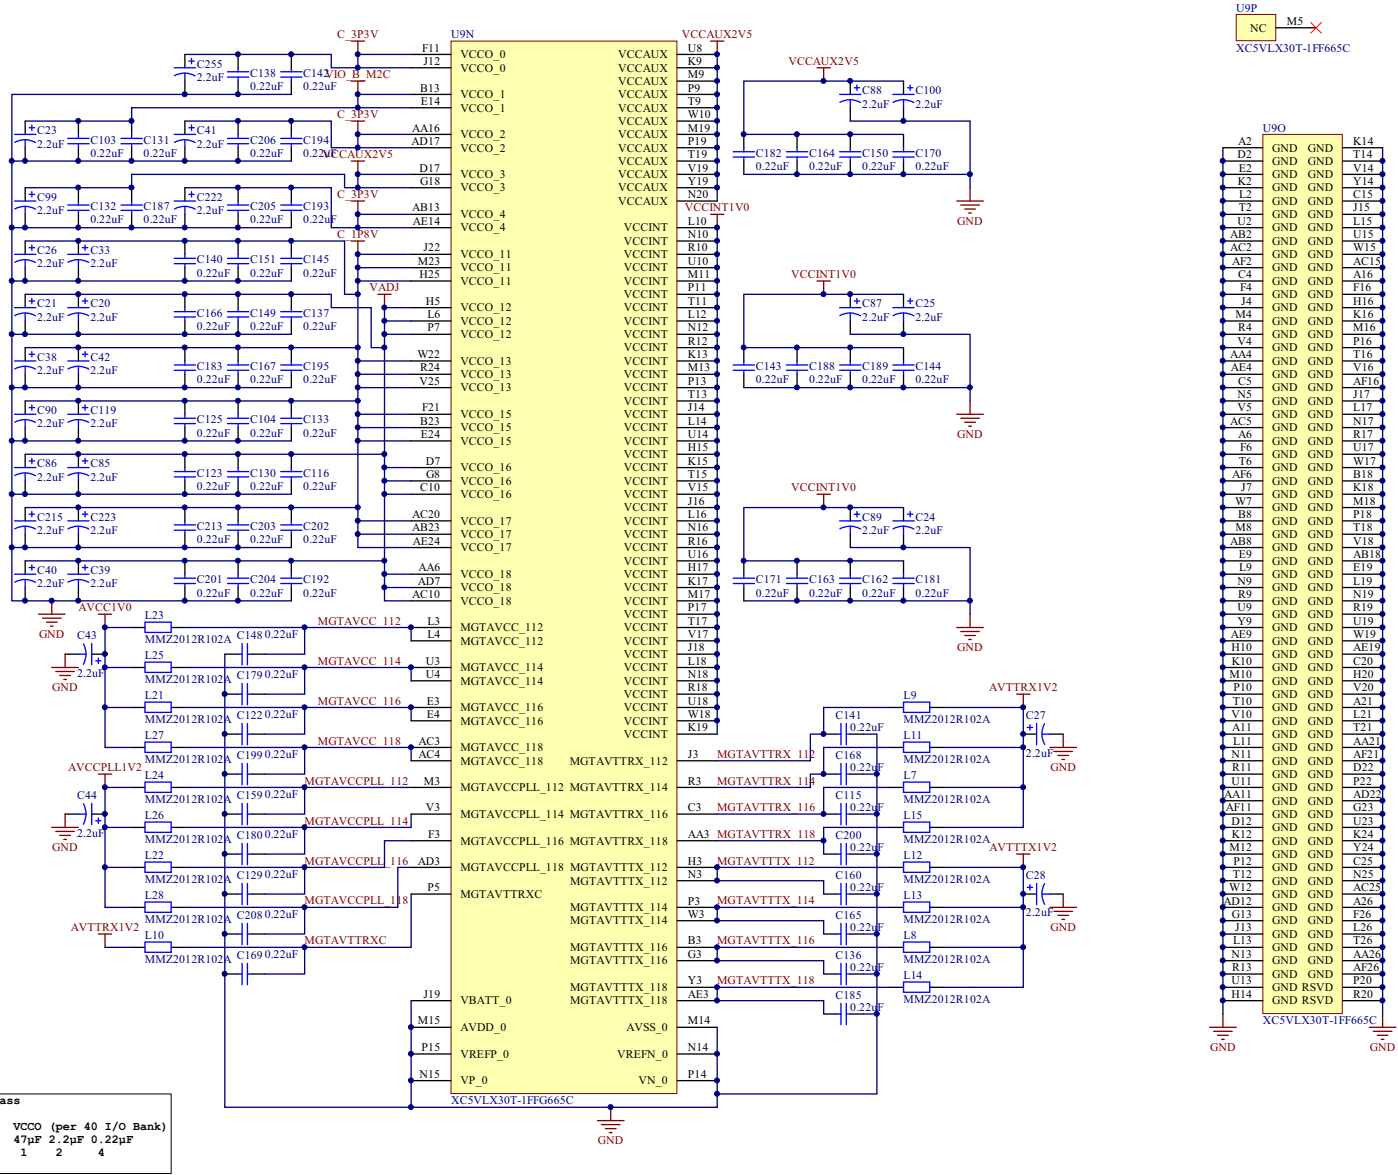 U9P
NC M5
XC5VLX30T-1FF665C
C_3P3V
U9N
VCCAUX2V5
F11 VCCO_0 VCCAUX U8
J12 VCCO_0 VCCAUX K9
VCCAUX M9
B13 VCCO_1 VCCAUX P9
E14 VCCO_1 VCCAUX T9
VCCAUX W10
AA16 VCCO_2 VCCAUX M19
AD17 VCCO_2 VCCAUX P19
VCCAUX T19
D17 VCCO_3 VCCAUX V19
G18 VCCO_3 VCCAUX Y19
VCCAUX N20
VCCINT1V0
AB13 VCCO_4
AE14 VCCO_4 VCCINT L10
VCCINT N10
J22 VCCO_11 VCCINT R10
M23 VCCO_11 VCCINT U10
H25 VCCO_11 VCCINT M11
VCCINT P11
H5 VCCO_12 VCCINT T11
L6 VCCO_12 VCCINT L12
P7 VCCO_12 VCCINT N12
VCCINT R12
W22 VCCO_13 VCCINT K13
R24 VCCO_13 VCCINT M13
V25 VCCO_13 VCCINT P13
VCCINT T13
F21 VCCO_15 VCCINT J14
B23 VCCO_15 VCCINT L14
E24 VCCO_15 VCCINT U14
VCCINT H15
D7 VCCO_16 VCCINT K15
G8 VCCO_16 VCCINT T15
C10 VCCO_16 VCCINT V15
VCCINT J16
AC20 VCCO_17 VCCINT L16
AB23 VCCO_17 VCCINT N16
AE24 VCCO_17 VCCINT R16
VCCINT U16
AA6 VCCO_18 VCCINT H17
AD7 VCCO_18 VCCINT K17
AC10 VCCO_18 VCCINT M17
VCCINT P17
MGTAVCC_112 L3 MGTAVCC_112 VCCINT T17
L4 MGTAVCC_112 VCCINT V17
VCCINT J18
MGTAVCC_114 U3 MGTAVCC_114 VCCINT L18
U4 MGTAVCC_114 VCCINT N18
VCCINT R18
MGTAVCC_116 E3 MGTAVCC_116 VCCINT U18
E4 MGTAVCC_116 VCCINT W18
VCCINT K19
MGTAVCC_118 AC3 MGTAVCC_118
AC4 MGTAVCC_118 MGTAVTTRX_112 J3 MGTAVTTRX_112
MGTAVCCPLL_112 M3 MGTAVCCPLL_112 MGTAVTTRX_114 R3 MGTAVTTRX_114
MGTAVCCPLL_114 V3 MGTAVCCPLL_114 MGTAVTTRX_116 C3 MGTAVTTRX_116
MGTAVCCPLL_116 F3 MGTAVCCPLL_116 MGTAVTTRX_118 AA3 MGTAVTTRX_118
MGTAVCCPLL_118 AD3 MGTAVCCPLL_118 MGTAVTTTX_112 H3 MGTAVTTTX_112
MGTAVTTTX_112 N3
MGTAVTTRXC P5 MGTAVTTRXC
MGTAVTTTX_114 P3 MGTAVTTTX_114
MGTAVTTTX_114 W3
MGTAVTTTX_116 B3 MGTAVTTTX_116
MGTAVTTTX_116 G3
MGTAVTTTX_118 Y3 MGTAVTTTX_118
MGTAVTTTX_118 AE3
J19 VBATT_0
M15 AVDD_0 AVSS_0 M14
P15 VREFP_0 VREFN_0 N14
N15 VP_0 VN_0 P14
XC5VLX30T-1FFG665C
GND
C255 2.2uF C138 0.22uF C142 0.22uF
VIO_B_M2C
C_3P3V
C23 2.2uF C103 0.22uF C131 0.22uF C41 2.2uF C206 0.22uF C194 0.22uF
VCCAUX2V5
C_3P3V
C99 2.2uF C132 0.22uF C187 0.22uF C222 2.2uF C205 0.22uF C193 0.22uF
C_1P8V
C26 2.2uF C33 2.2uF C140 0.22uF C151 0.22uF C145 0.22uF
VADJ
C21 2.2uF C20 2.2uF C166 0.22uF C149 0.22uF C137 0.22uF
C38 2.2uF C42 2.2uF C183 0.22uF C167 0.22uF C195 0.22uF
C90 2.2uF C119 2.2uF C125 0.22uF C104 0.22uF C133 0.22uF
C86 2.2uF C85 2.2uF C123 0.22uF C130 0.22uF C116 0.22uF
C215 2.2uF C223 2.2uF C213 0.22uF C203 0.22uF C202 0.22uF
C40 2.2uF C39 2.2uF C201 0.22uF C204 0.22uF C192 0.22uF
GND
AVCC1V0
C43 2.2uF GND
L23 MMZ2012R102A C148 0.22uF
L25 MMZ2012R102A C179 0.22uF
L21 MMZ2012R102A C122 0.22uF
L27 MMZ2012R102A C199 0.22uF
AVCCPLL1V2
C44 2.2uF GND
L24 MMZ2012R102A C159 0.22uF
L26 MMZ2012R102A C180 0.22uF
L22 MMZ2012R102A C129 0.22uF
L28 MMZ2012R102A C208 0.22uF
AVTTRX1V2
L10 MMZ2012R102A C169 0.22uF
MGTAVTTRXC
VCCAUX2V5
C88 2.2uF C100 2.2uF
C182 0.22uF C164 0.22uF C150 0.22uF C170 0.22uF
GND
VCCINT1V0
C87 2.2uF C25 2.2uF
C143 0.22uF C188 0.22uF C189 0.22uF C144 0.22uF
GND
VCCINT1V0
C89 2.2uF C24 2.2uF
C171 0.22uF C163 0.22uF C162 0.22uF C181 0.22uF
GND
AVTTRX1V2
C141 0.22uF L9 MMZ2012R102A C27 2.2uF GND
C168 0.22uF L11 MMZ2012R102A
C115 0.22uF L7 MMZ2012R102A
C200 0.22uF L15 MMZ2012R102A
AVTTTX1V2
C160 0.22uF L12 MMZ2012R102A C28 2.2uF GND
C165 0.22uF L13 MMZ2012R102A
C136 0.22uF L8 MMZ2012R102A
C185 0.22uF L14 MMZ2012R102A
U9O
A2 GND GND K14
D2 GND GND T14
E2 GND GND V14
K2 GND GND Y14
L2 GND GND C15
T2 GND GND J15
U2 GND GND L15
AB2 GND GND U15
AC2 GND GND W15
AF2 GND GND AC15
C4 GND GND A16
F4 GND GND F16
J4 GND GND H16
M4 GND GND K16
R4 GND GND M16
V4 GND GND P16
AA4 GND GND T16
AE4 GND GND V16
C5 GND GND AF16
N5 GND GND J17
V5 GND GND L17
AC5 GND GND N17
A6 GND GND R17
F6 GND GND U17
T6 GND GND W17
AF6 GND GND B18
J7 GND GND K18
W7 GND GND M18
B8 GND GND P18
M8 GND GND T18
AB8 GND GND V18
E9 GND GND AB18
L9 GND GND E19
N9 GND GND L19
R9 GND GND N19
U9 GND GND R19
Y9 GND GND U19
AE9 GND GND W19
H10 GND GND AE19
K10 GND GND C20
M10 GND GND H20
P10 GND GND V20
T10 GND GND A21
V10 GND GND L21
A11 GND GND T21
L11 GND GND AA21
N11 GND GND AF21
R11 GND GND D22
U11 GND GND P22
AA11 GND GND AD22
AF11 GND GND G23
D12 GND GND U23
K12 GND GND K24
M12 GND GND Y24
P12 GND GND C25
T12 GND GND N25
W12 GND GND AC25
AD12 GND GND A26
G13 GND GND F26
J13 GND GND L26
L13 GND GND T26
N13 GND GND AA26
R13 GND GND AF26
U13 GND RSVD P20
H14 GND RSVD R20
XC5VLX30T-1FF665C
GND GND
ass
VCCO (per 40 I/O Bank)
47µF 2.2µF 0.22µF
1 2 4